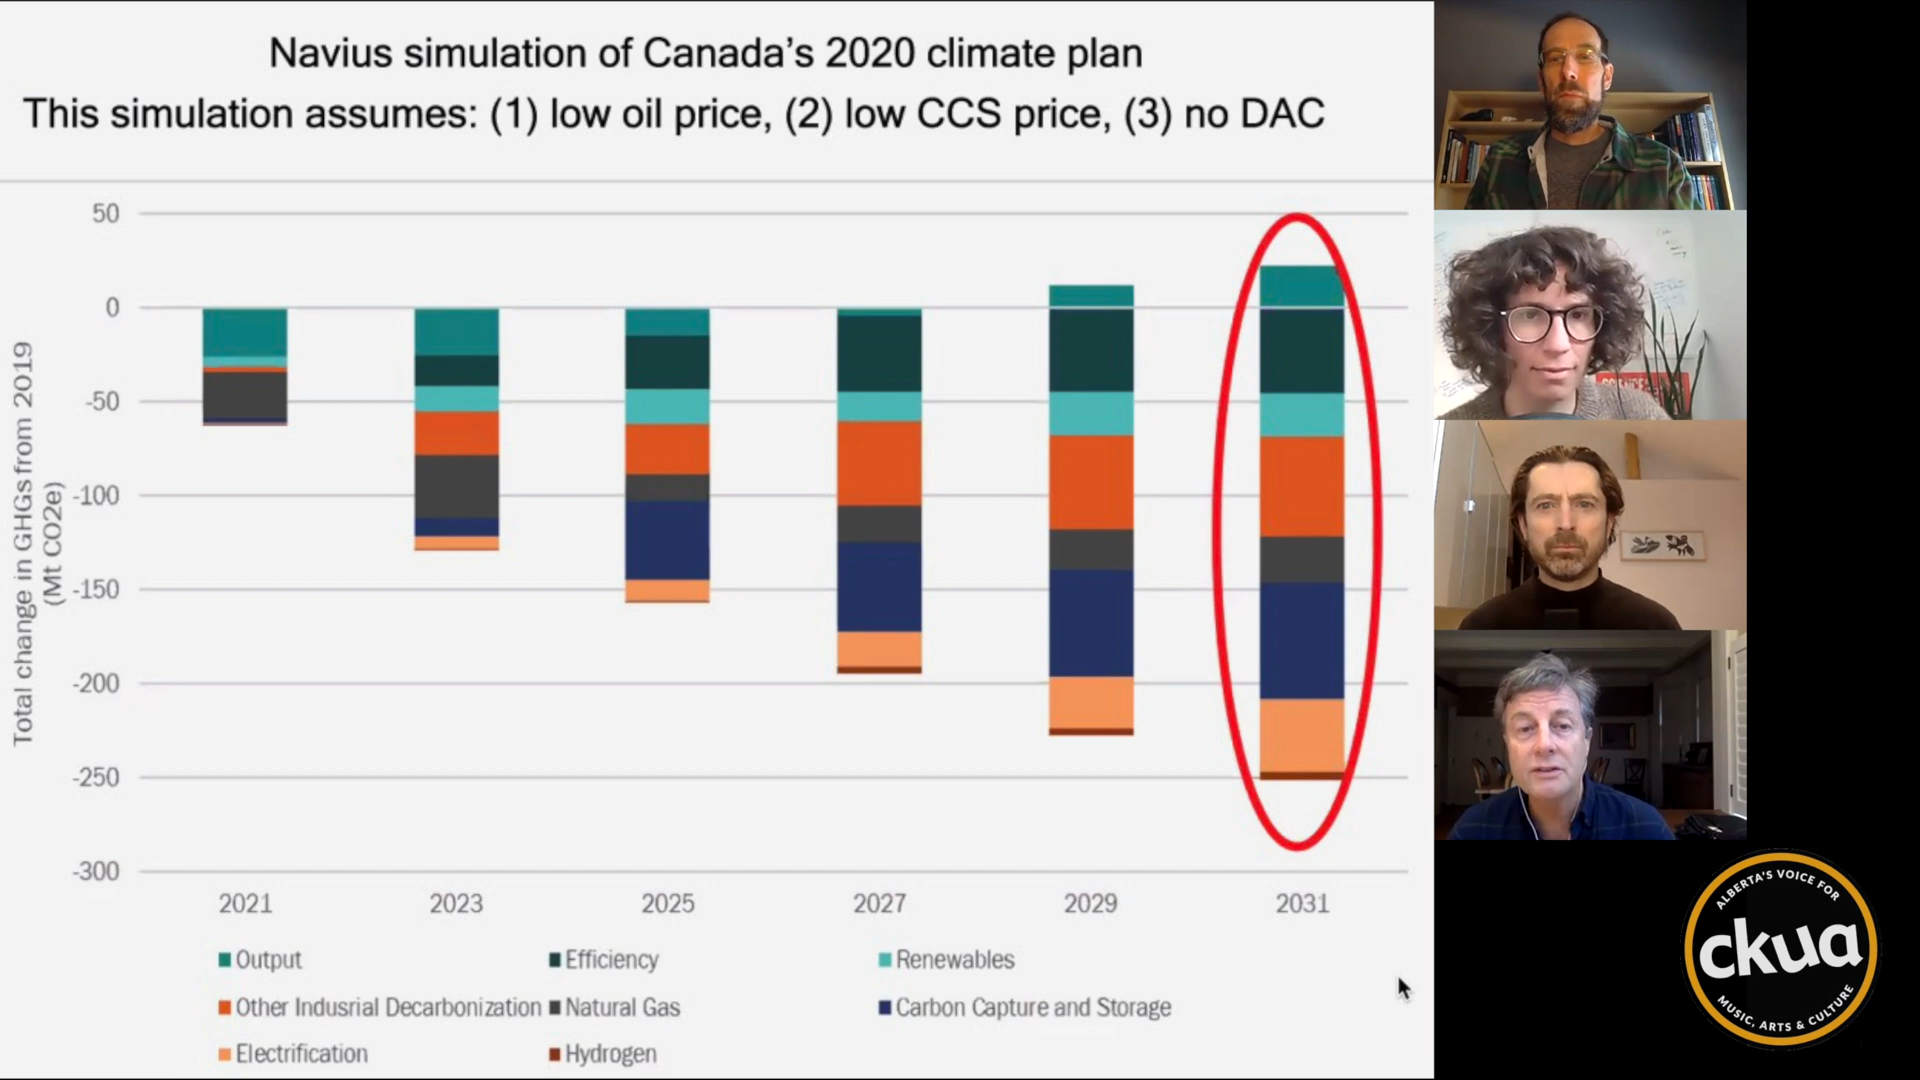 Navius simulation of Canada's 2020 climate plan
This simulation assumes: (1) low oil price, (2) low CCS price, (3) no DAC
Total change in GHGs from 2019
(Mt CO2e)
50
0
-50
-100
-150
-200
-250
-300
2021 2023 2025 2027 2029 2031
Output Efficiency Renewables
Other Indusrial Decarbonization Natural Gas Carbon Capture and Storage
Electrification Hydrogen
ALBERTA'S VOICE FOR
ckua
MUSIC, ARTS & CULTURE